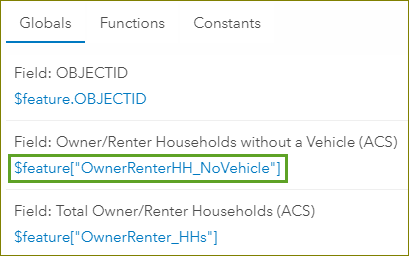 Globals Functions Constants
Field: OBJECTID
$feature.OBJECTID
Field: Owner/Renter Households without a Vehicle (ACS)
$feature["OwnerRenterHH_NoVehicle"]
Field: Total Owner/Renter Households (ACS)
$feature["OwnerRenter_HHs"]